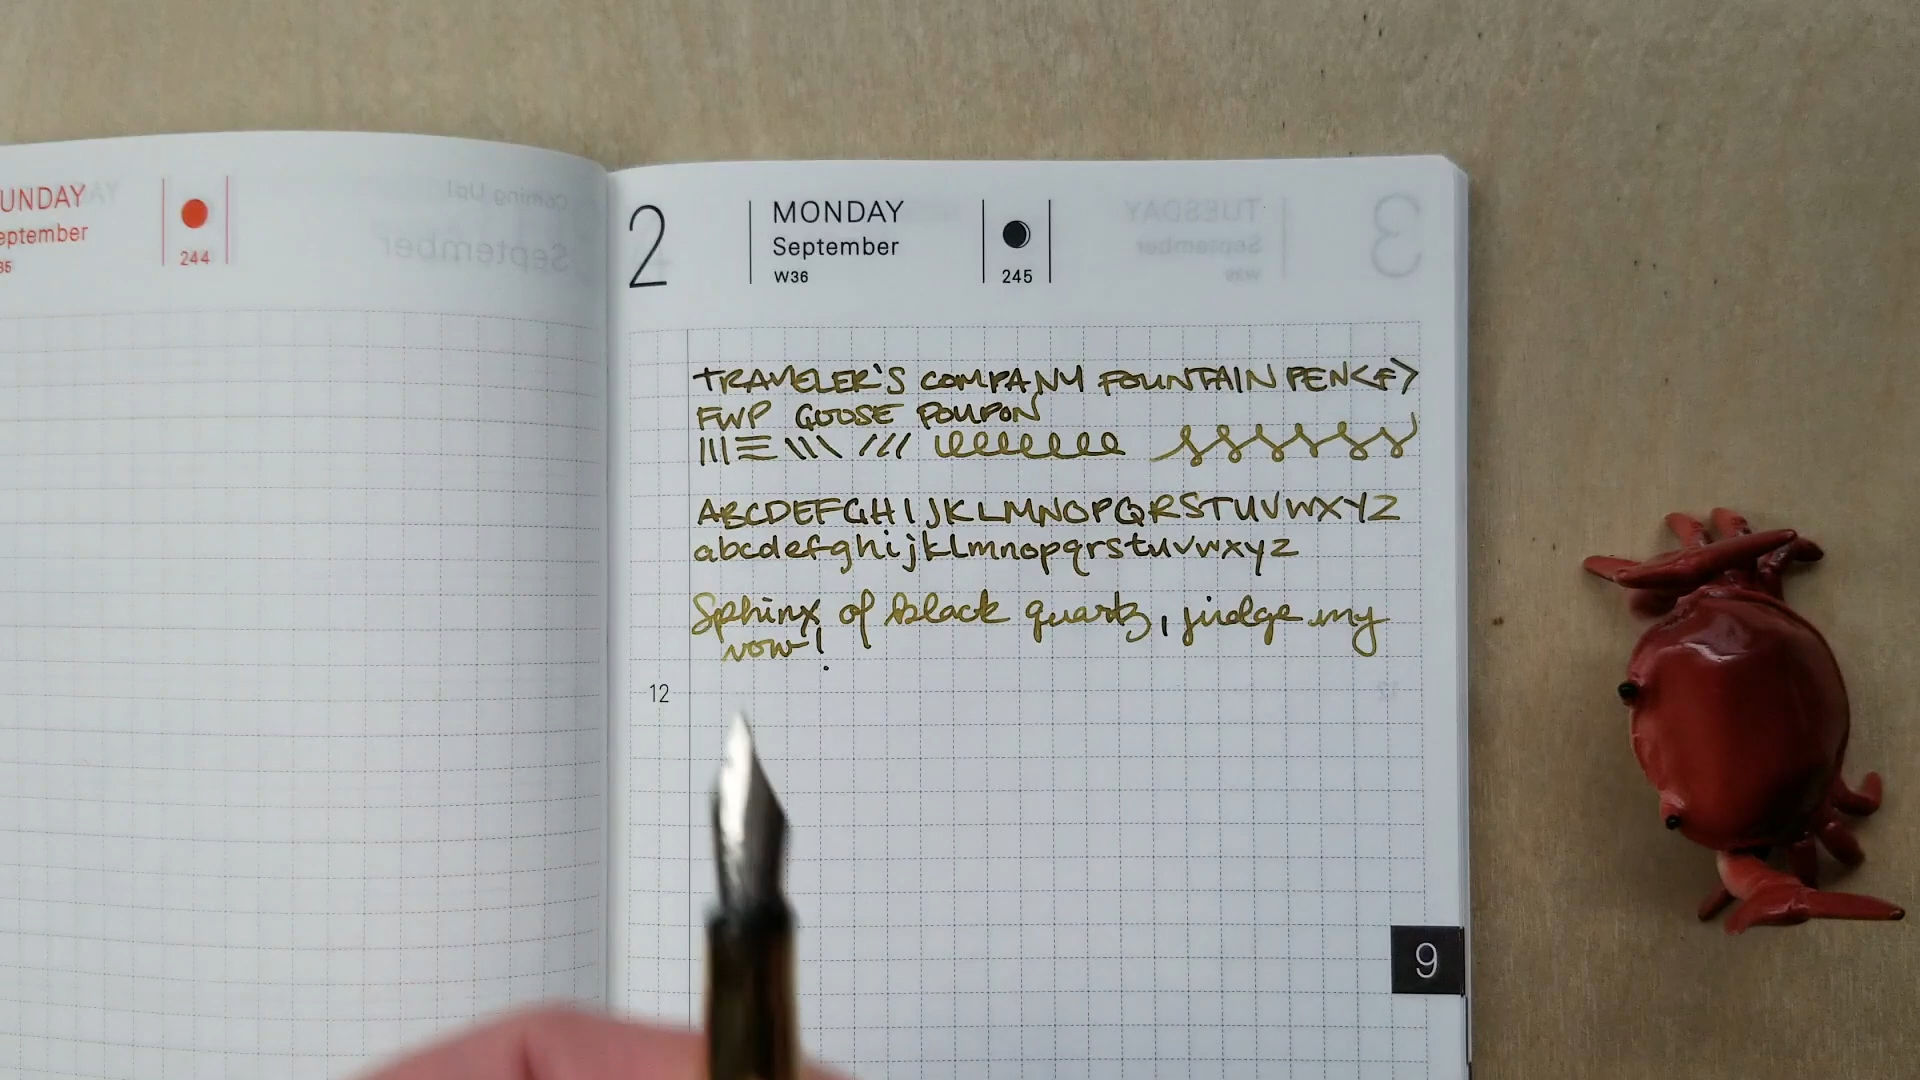 UNDAY
eptember
244
2
MONDAY
September
W36
245
TRAVELER'S COMPANY FOUNTAIN PEN<F>
FWP GOOSE POUPON
ABCDEFGHIJKLMNOPQRSTUVWXYZ
abcdefghijklmnopqrstuvwxyz
Sphinx of black quartz, judge my
vow!
12
9